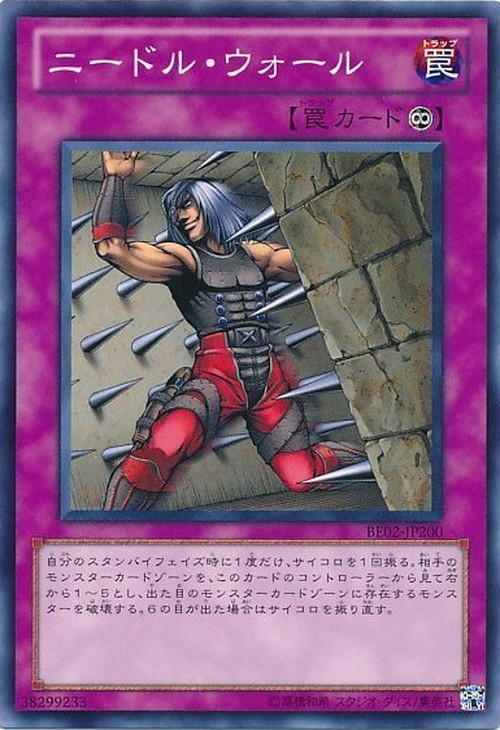 ニードル・ウォール
トラップ
罠
トラップ
【罠カード】
BE02-JP200
自分のスタンバイフェイズ時に1度だけ、サイコロを1回振る。相手の
モンスターカードゾーンを、このカードのコントローラーから見て右
から1~5とし、出た目のモンスターカードゾーンに存在するモンス
ターを破壊する。6の目が出た場合はサイコロを振り直す。
38299233
©高橋和希 スタジオ・ダイス/集英社